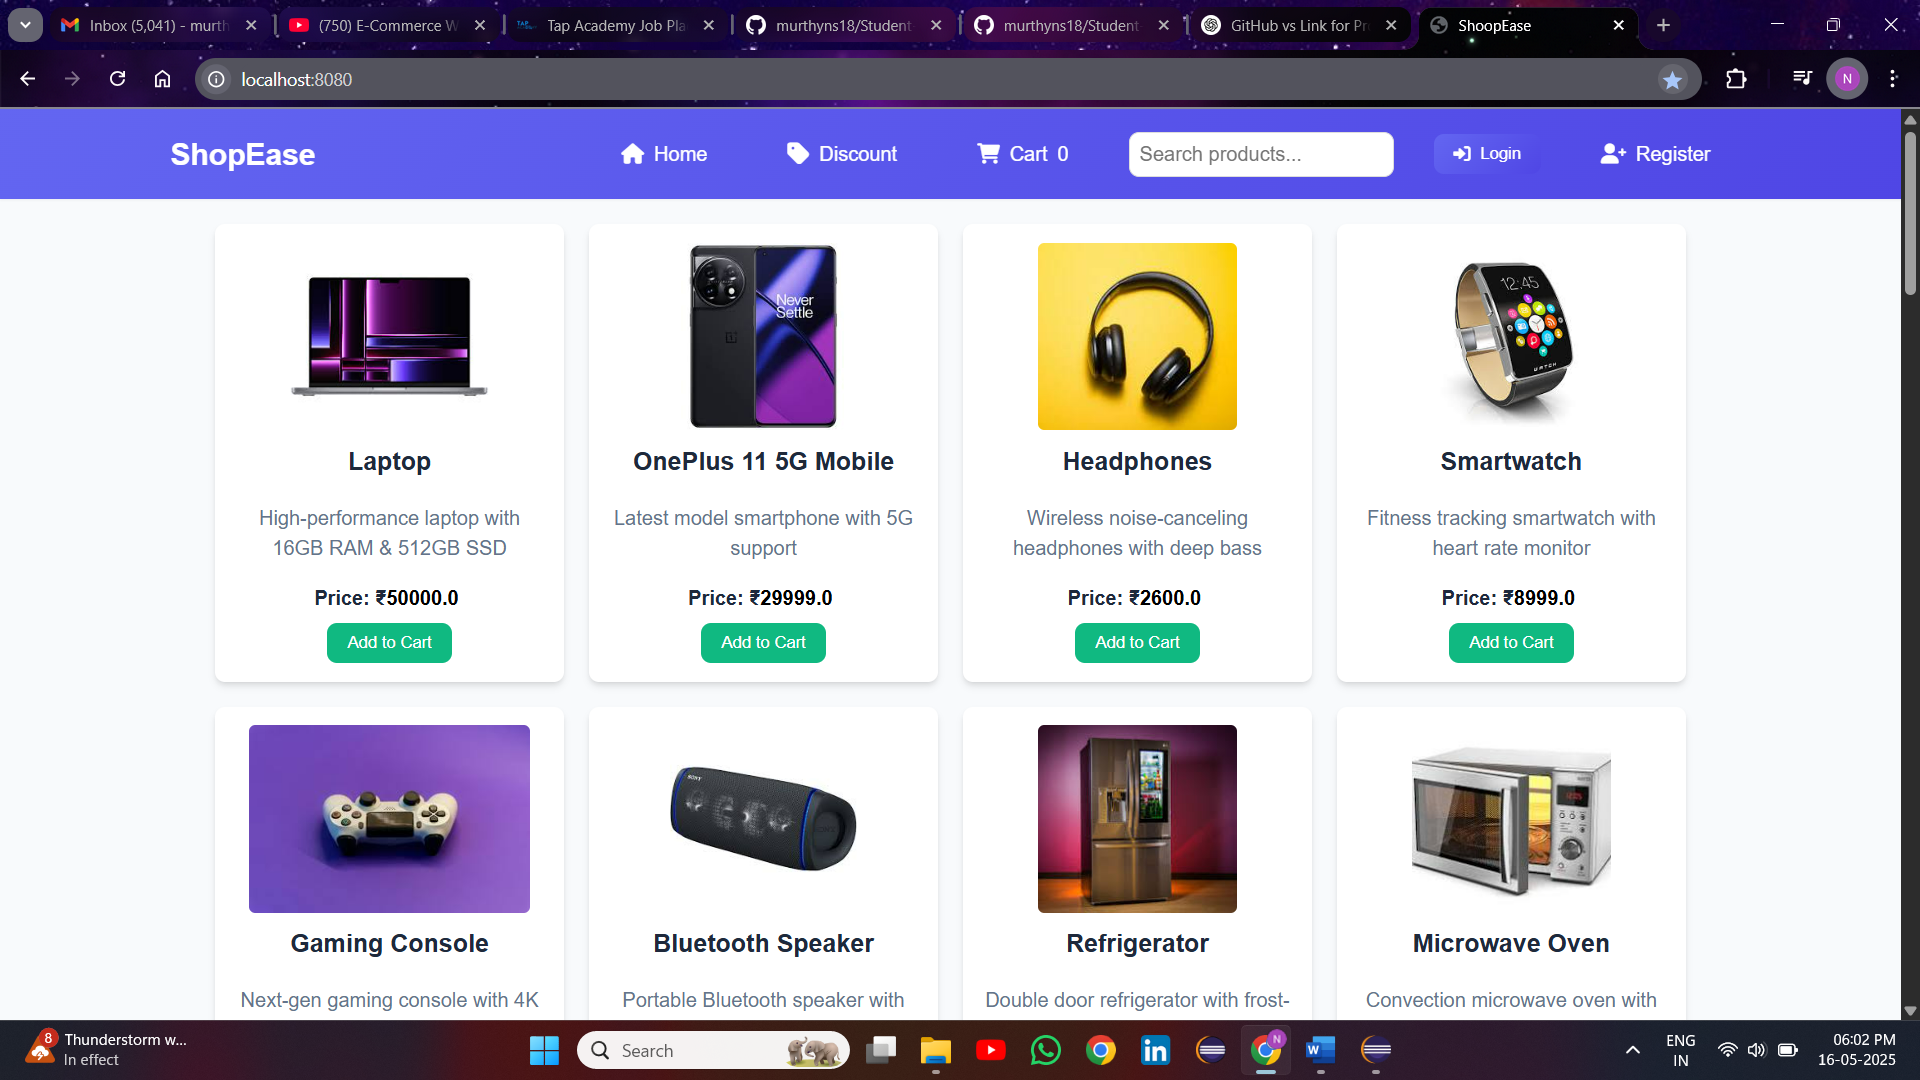 Inbox (5,041) - murth
(750) E-Commerce W
TAP
Tap Academy Job Pla
murthyns18/Student
murthyns18/Student-
GitHub vs Link for Pr
ShoopEase
localhost:8080
N
ShopEase
Home
Discount
Cart 0
Search products...
Login
Register
Never
Settle
12:45
WATCH
Laptop
OnePlus 11 5G Mobile
Headphones
Smartwatch
High-performance laptop with
16GB RAM & 512GB SSD
Latest model smartphone with 5G
support
Wireless noise-canceling
headphones with deep bass
Fitness tracking smartwatch with
heart rate monitor
Price: ₹50000.0
Price: ₹29999.0
Price: ₹2600.0
Price: ₹8999.0
Add to Cart
Add to Cart
Add to Cart
Add to Cart
SONY
Gaming Console
Bluetooth Speaker
Refrigerator
Microwave Oven
Next-gen gaming console with 4K
Portable Bluetooth speaker with
Double door refrigerator with frost-
Convection microwave oven with
8
Thunderstorm w...
In effect
Search
N
W
ENG
IN
06:02 PM
16-05-2025